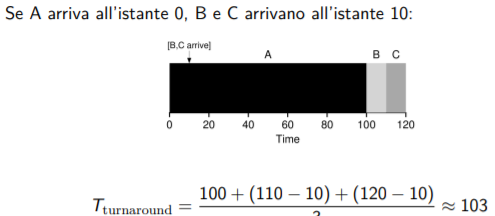 Se A arriva all'istante 0, B e C arrivano all'istante 10:
[B,C arrive]
A B C
0 20 40 60 80 100 120
Time
T_turnaround = (100 + (110 − 10) + (120 − 10)) / 3 ≈ 103